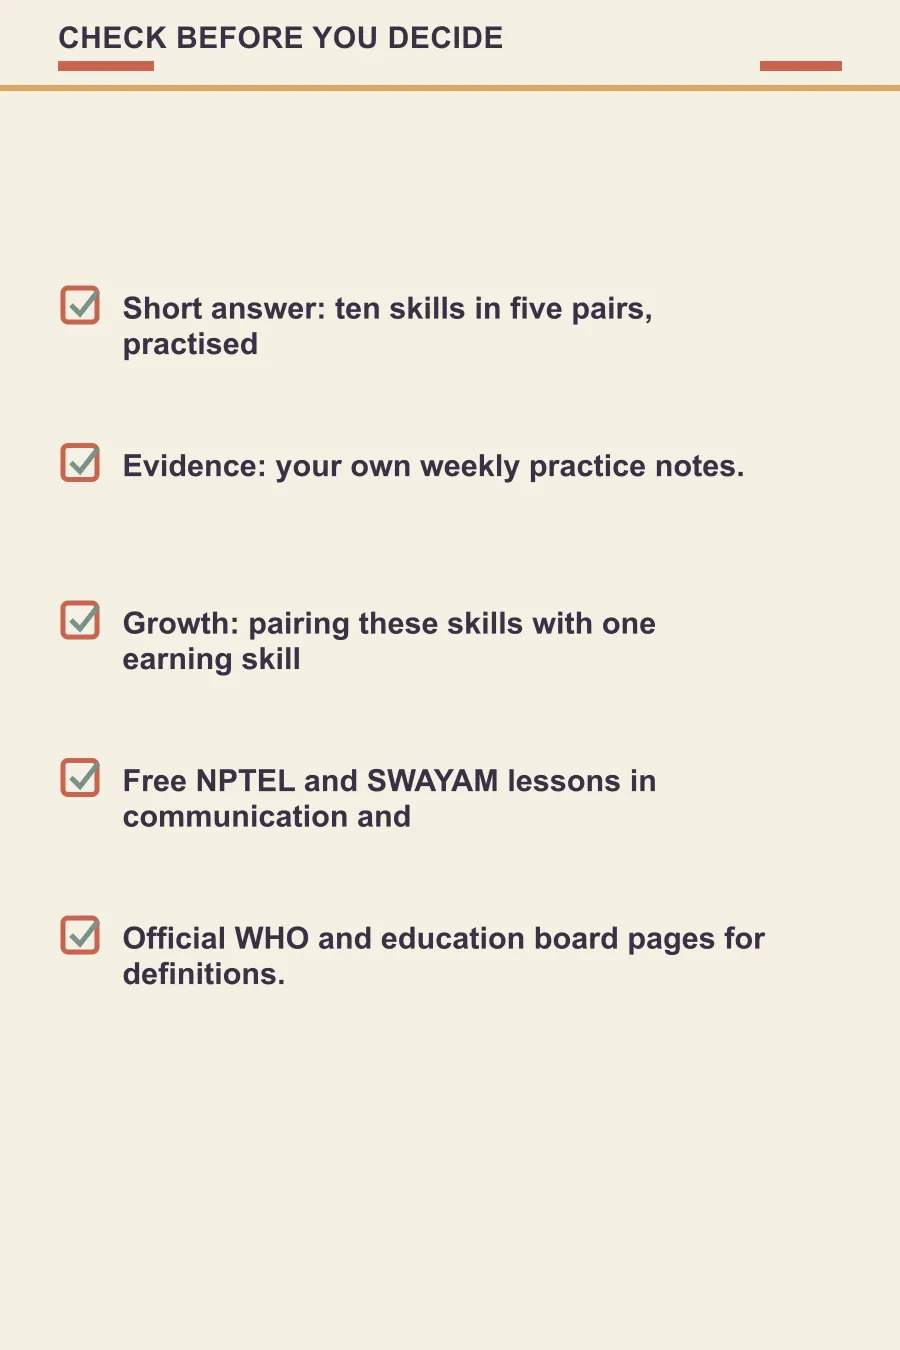 CHECK BEFORE YOU DECIDE
Short answer: ten skills in five pairs,
practised
Evidence: your own weekly practice notes.
Growth: pairing these skills with one
earning skill
Free NPTEL and SWAYAM lessons in
communication and
Official WHO and education board pages for
definitions.